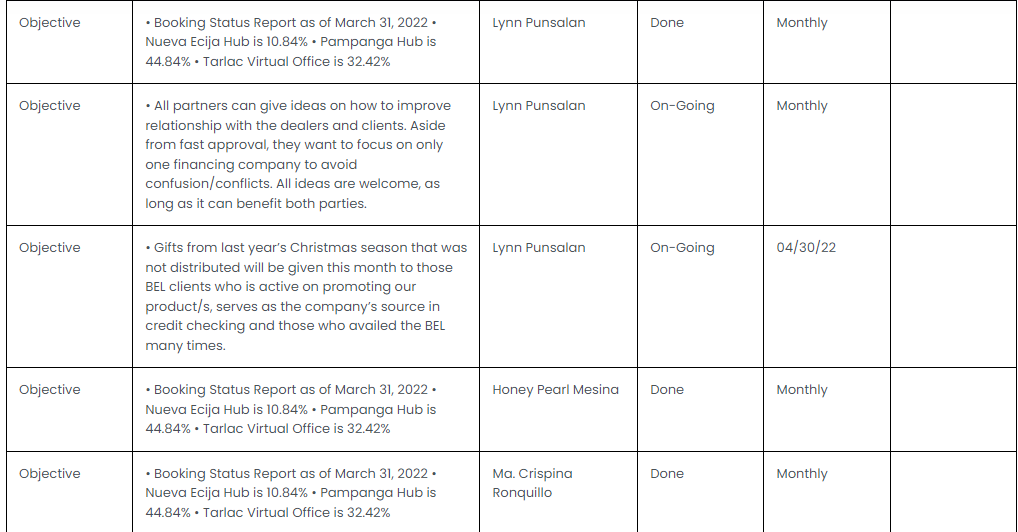 Objective
• Booking Status Report as of March 31, 2022 •
Nueva Ecija Hub is 10.84% • Pampanga Hub is
44.84% • Tarlac Virtual Office is 32.42%
Lynn Punsalan
Done
Monthly
Objective
• All partners can give ideas on how to improve
relationship with the dealers and clients. Aside
from fast approval, they want to focus on only
one financing company to avoid
confusion/conflicts. All ideas are welcome, as
long as it can benefit both parties.
Lynn Punsalan
On-Going
Monthly
Objective
• Gifts from last year’s Christmas season that was
not distributed will be given this month to those
BEL clients who is active on promoting our
product/s, serves as the company’s source in
credit checking and those who availed the BEL
many times.
Lynn Punsalan
On-Going
04/30/22
Objective
• Booking Status Report as of March 31, 2022 •
Nueva Ecija Hub is 10.84% • Pampanga Hub is
44.84% • Tarlac Virtual Office is 32.42%
Honey Pearl Mesina
Done
Monthly
Objective
• Booking Status Report as of March 31, 2022 •
Nueva Ecija Hub is 10.84% • Pampanga Hub is
44.84% • Tarlac Virtual Office is 32.42%
Ma. Crispina
Ronquillo
Done
Monthly